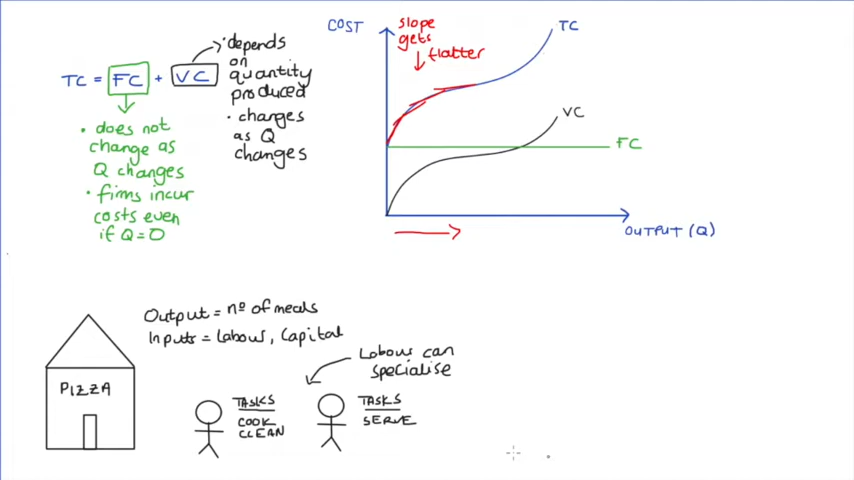 TC = FC + VC
• does not
change as
Q changes
• firms incur
costs even
if Q=0
• depends
on
quantity
produced
• changes
as Q
changes
COST
slope
gets
flatter
TC
VC
FC
OUTPUT (Q)
Output = nº of meals
Inputs = Labour, Capital
Labour can
specialise
PIZZA
TASKS
COOK
CLEAN
TASKS
SERVE